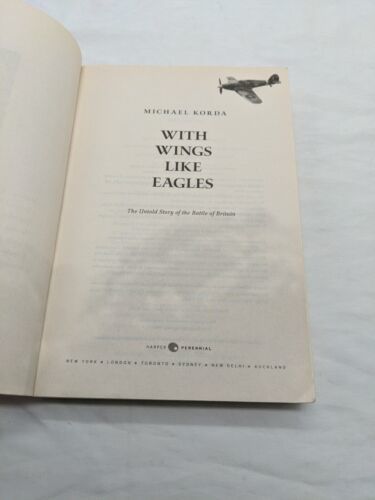 MICHAEL KORDA
WITH
WINGS
LIKE
EAGLES
The Untold Story of the Battle of Britain
HARPER PERENNIAL
NEW YORK • LONDON • TORONTO • SYDNEY • NEW DELHI • AUCKLAND